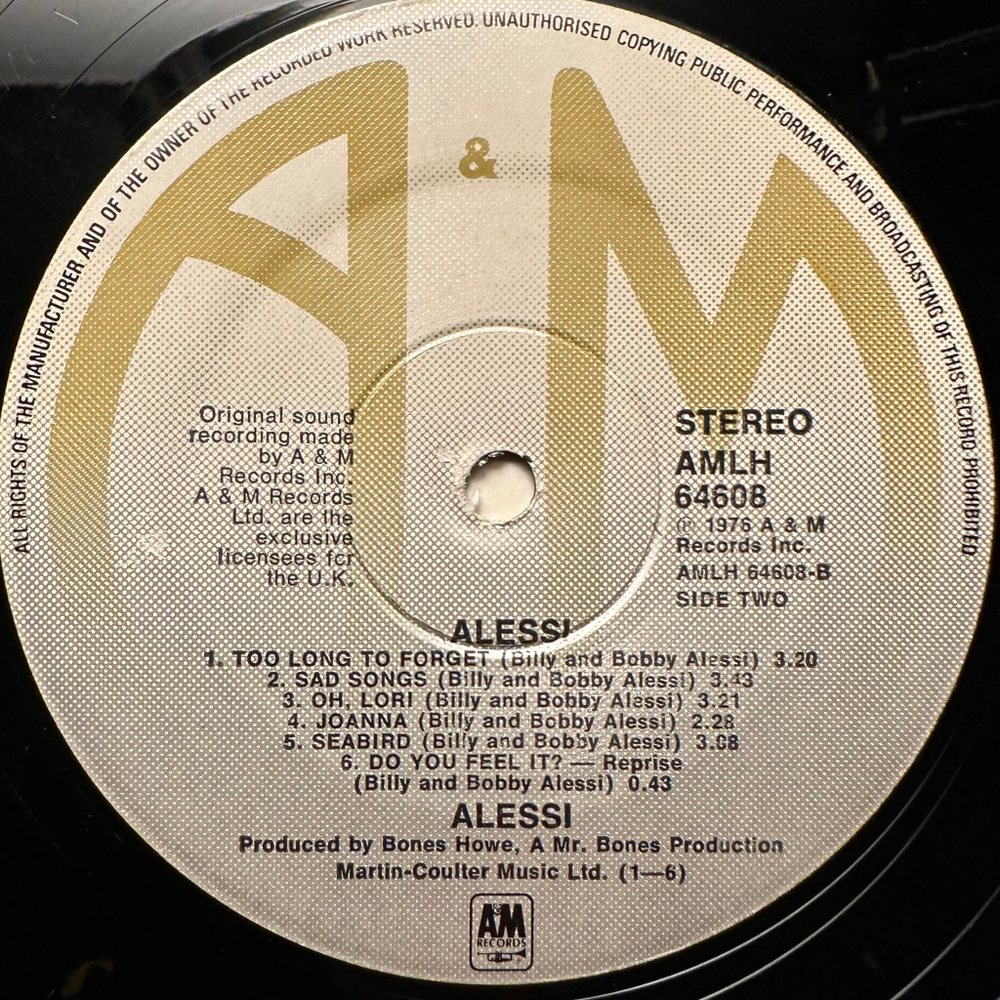 ALL RIGHTS OF THE MANUFACTURER AND OF THE OWNER OF THE RECORDED WORK RESERVED. UNAUTHORISED COPYING PUBLIC PERFORMANCE AND BROADCASTING OF THIS RECORD PROHIBITED
A & M
Original sound
recording made
by A & M
Records Inc.
A & M Records
Ltd. are the
exclusive
licensees for
the U.K.
STEREO
AMLH
64608
Ⓟ 1976 A & M
Records Inc.
AMLH 64608-B
SIDE TWO
ALESSI
1. TOO LONG TO FORGET (Billy and Bobby Alessi) 3.20
2. SAD SONGS (Billy and Bobby Alessi) 3.43
3. OH, LORI (Billy and Bobby Alessi) 3.21
4. JOANNA (Billy and Bobby Alessi) 2.28
5. SEABIRD (Billy and Bobby Alessi) 3.08
6. DO YOU FEEL IT? — Reprise
(Billy and Bobby Alessi) 0.43
ALESSI
Produced by Bones Howe, A Mr. Bones Production
Martin-Coulter Music Ltd. (1—6)
A&M
RECORDS